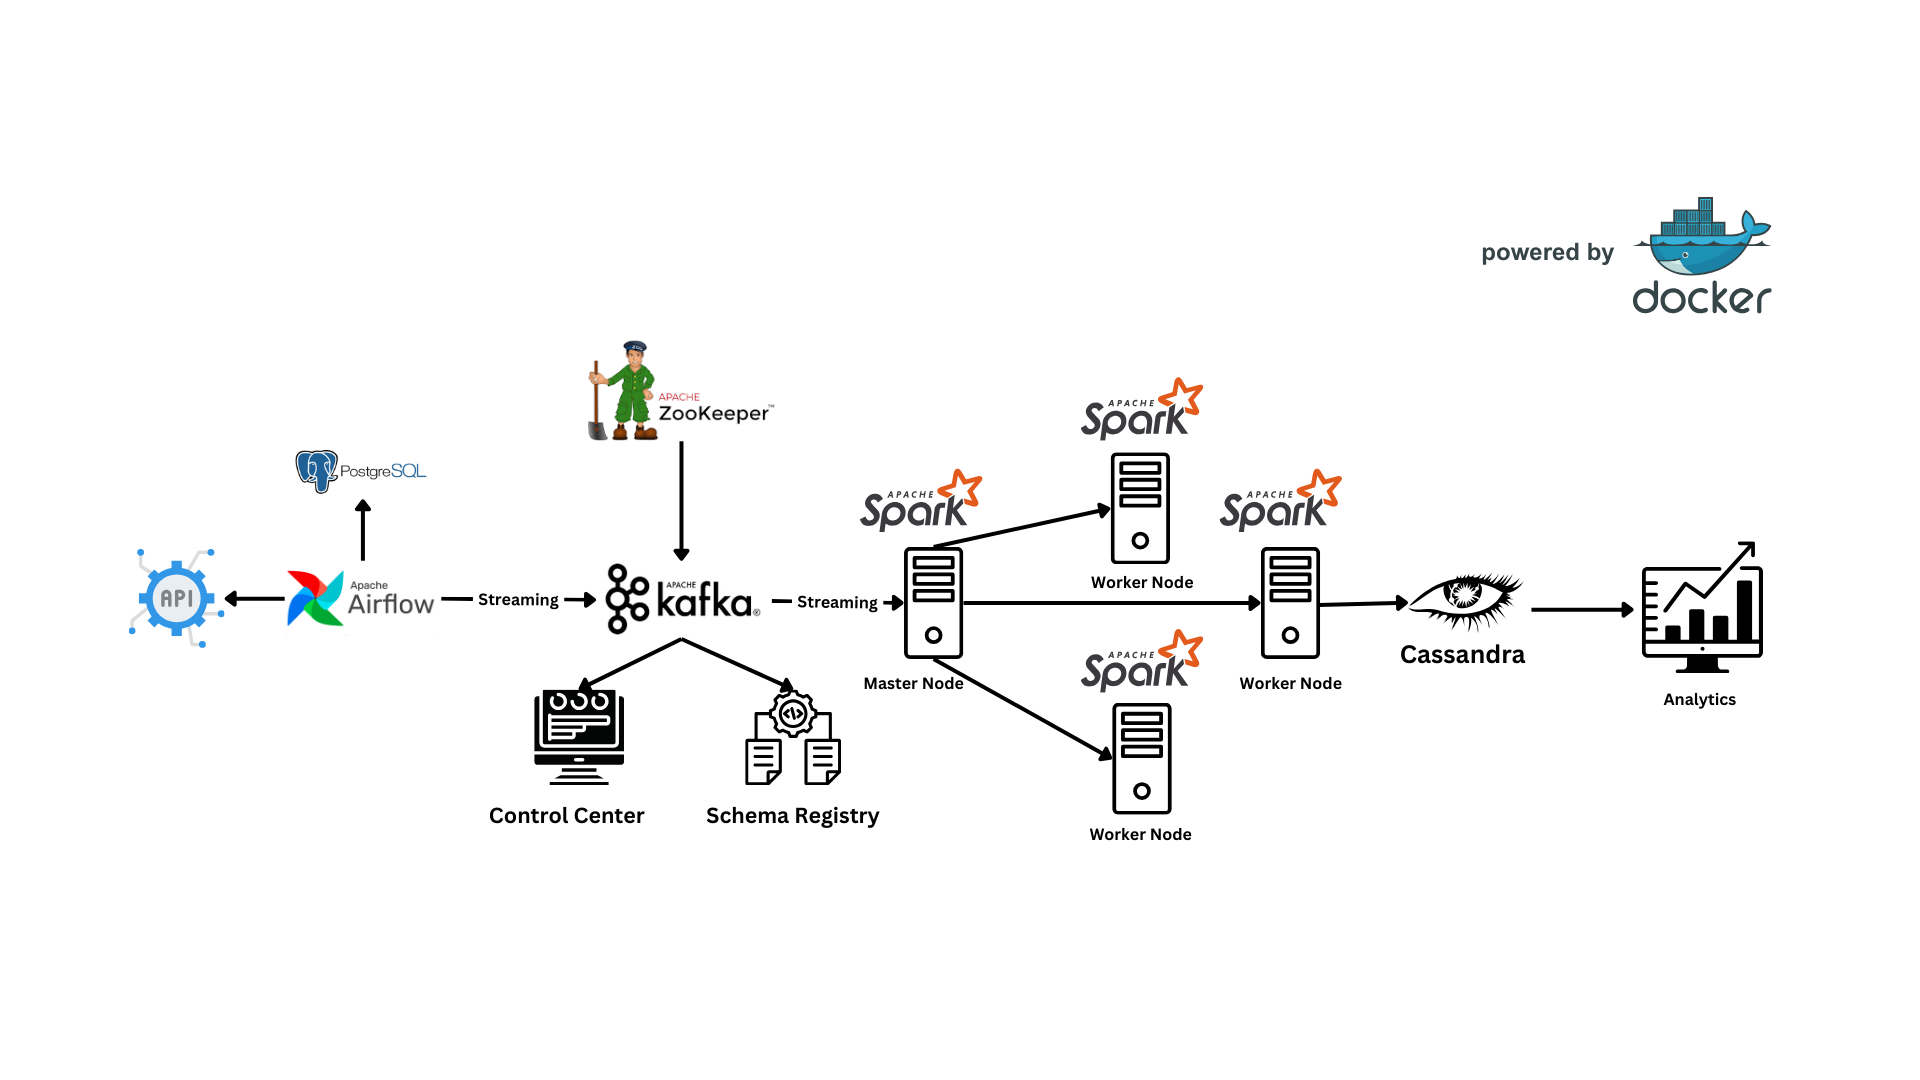 powered by
docker
APACHE
ZooKeeper™
PostgreSQL
API
Apache
Airflow
Streaming
APACHE
kafka®
Streaming
Control Center
Schema Registry
APACHE
Spark
Master Node
APACHE
Spark
Worker Node
APACHE
Spark
Worker Node
APACHE
Spark
Worker Node
Cassandra
Analytics